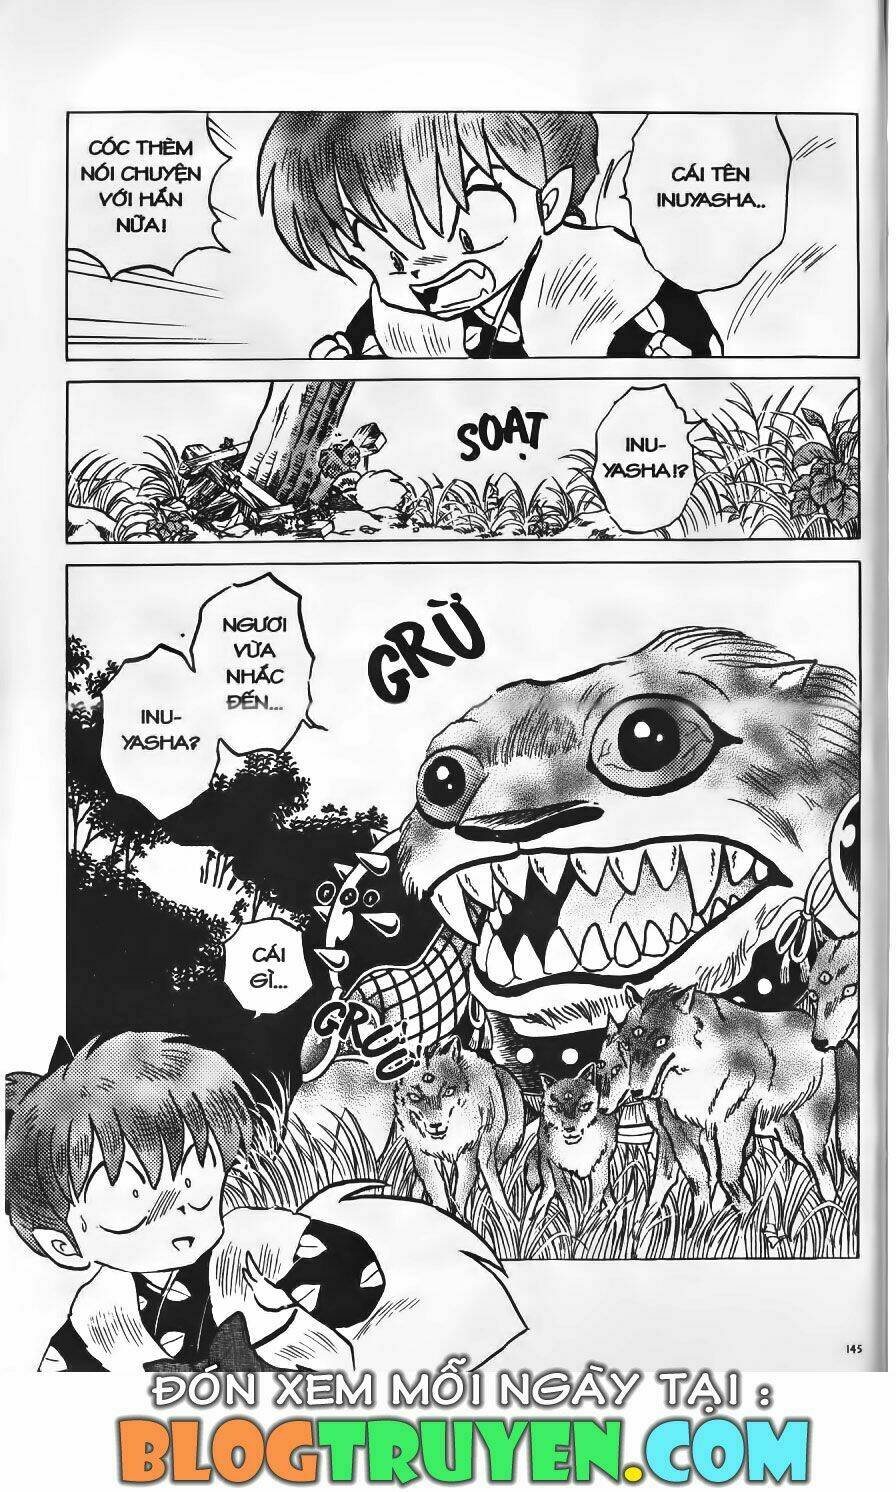 CÁI TÊN
INUYASHA..
CÓC THÈM
NÓI CHUYỆN
VỚI HẮN
NỮA!
INU-
YASHA!?
SOẠT
NGƯƠI
VỪA
NHẮC
ĐẾN...
INU-
YASHA?
GRỪ
CÁI
GÌ...
GRỪ!
ỪỪ!
145
ĐÓN XEM MỖI NGÀY TẠI :
BLOGTRUYEN.COM